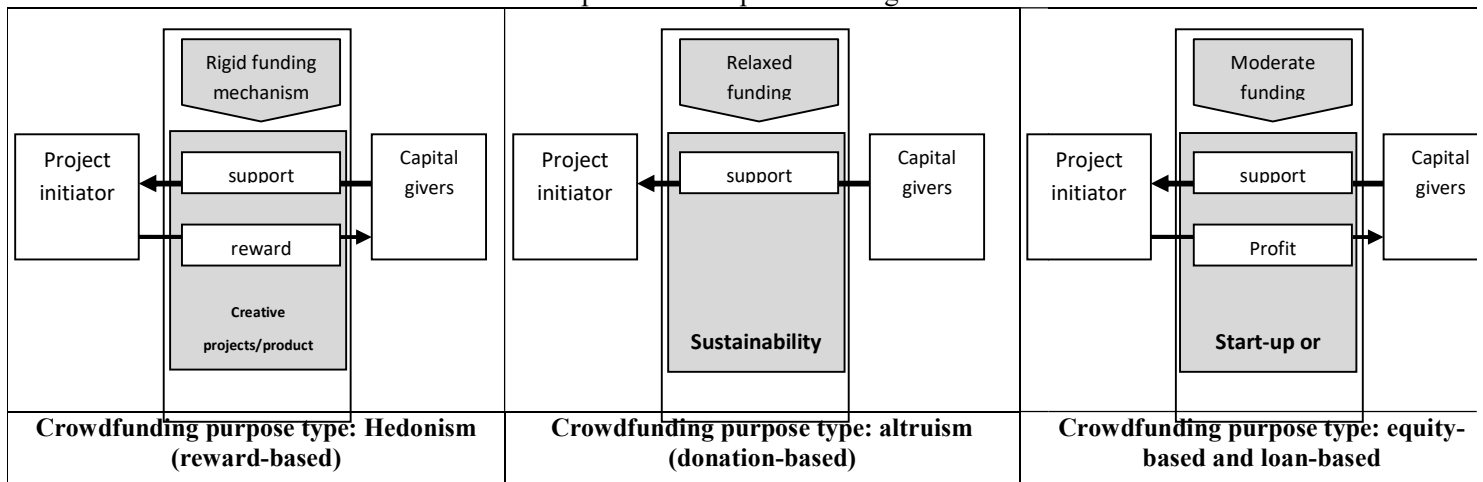 Rigid funding
mechanism
Project
initiator
support
reward
Capital
givers
Creative
projects/product
Crowdfunding purpose type: Hedonism
(reward-based)
Relaxed
funding
Project
initiator
support
Capital
givers
Sustainability
Crowdfunding purpose type: altruism
(donation-based)
Moderate
funding
Project
initiator
support
Profit
Capital
givers
Start-up or
Crowdfunding purpose type: equity-
based and loan-based